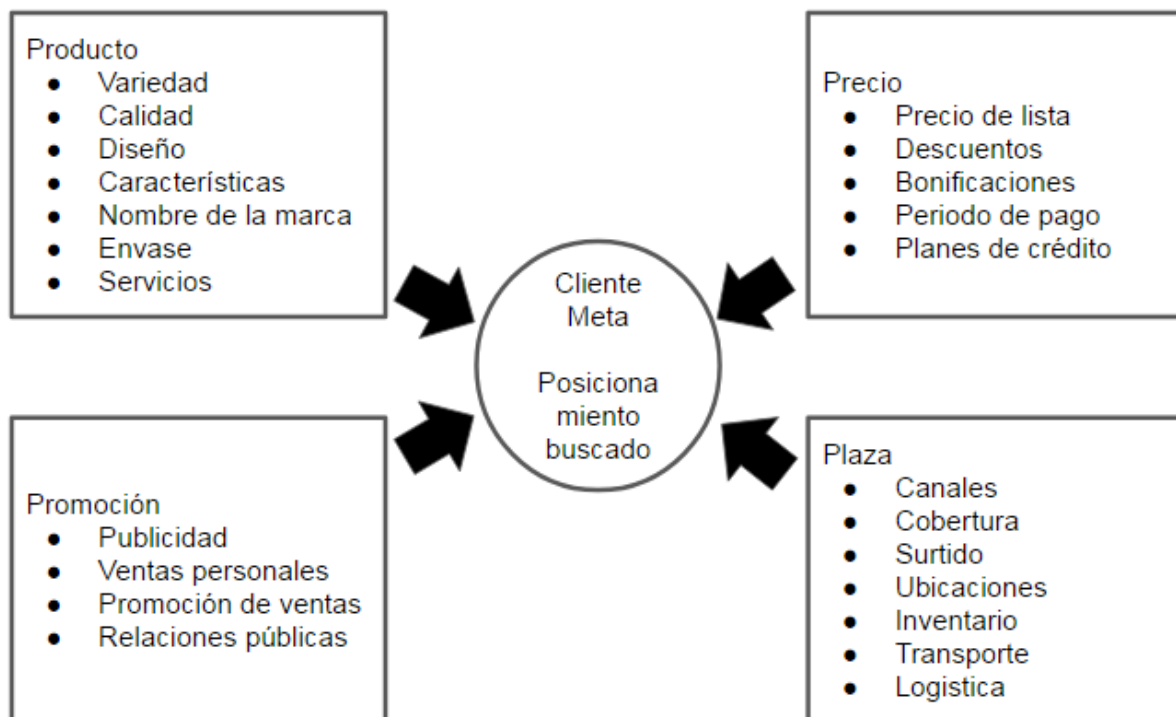 Producto
● Variedad
● Calidad
● Diseño
● Características
● Nombre de la marca
● Envase
● Servicios
Precio
● Precio de lista
● Descuentos
● Bonificaciones
● Periodo de pago
● Planes de crédito
Cliente
Meta
Posiciona
miento
buscado
Promoción
● Publicidad
● Ventas personales
● Promoción de ventas
● Relaciones públicas
Plaza
● Canales
● Cobertura
● Surtido
● Ubicaciones
● Inventario
● Transporte
● Logistica